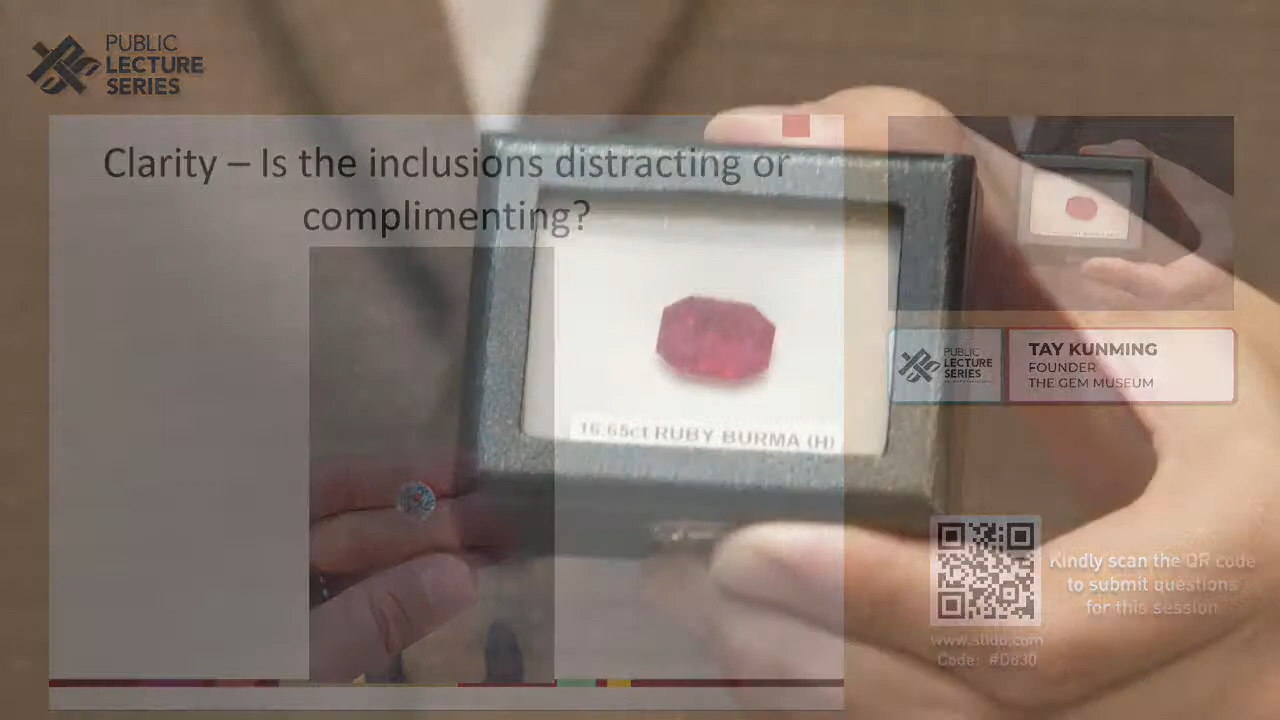 PUBLIC
LECTURE
SERIES
Clarity – Is the inclusions distracting or
complimenting?
16.65ct RUBY BURMA (H)
PUBLIC
LECTURE
SERIES
TAY KUNMING
FOUNDER
THE GEM MUSEUM
Kindly scan the QR code
to submit questions
for this session
www.slido.com
Code: #D830